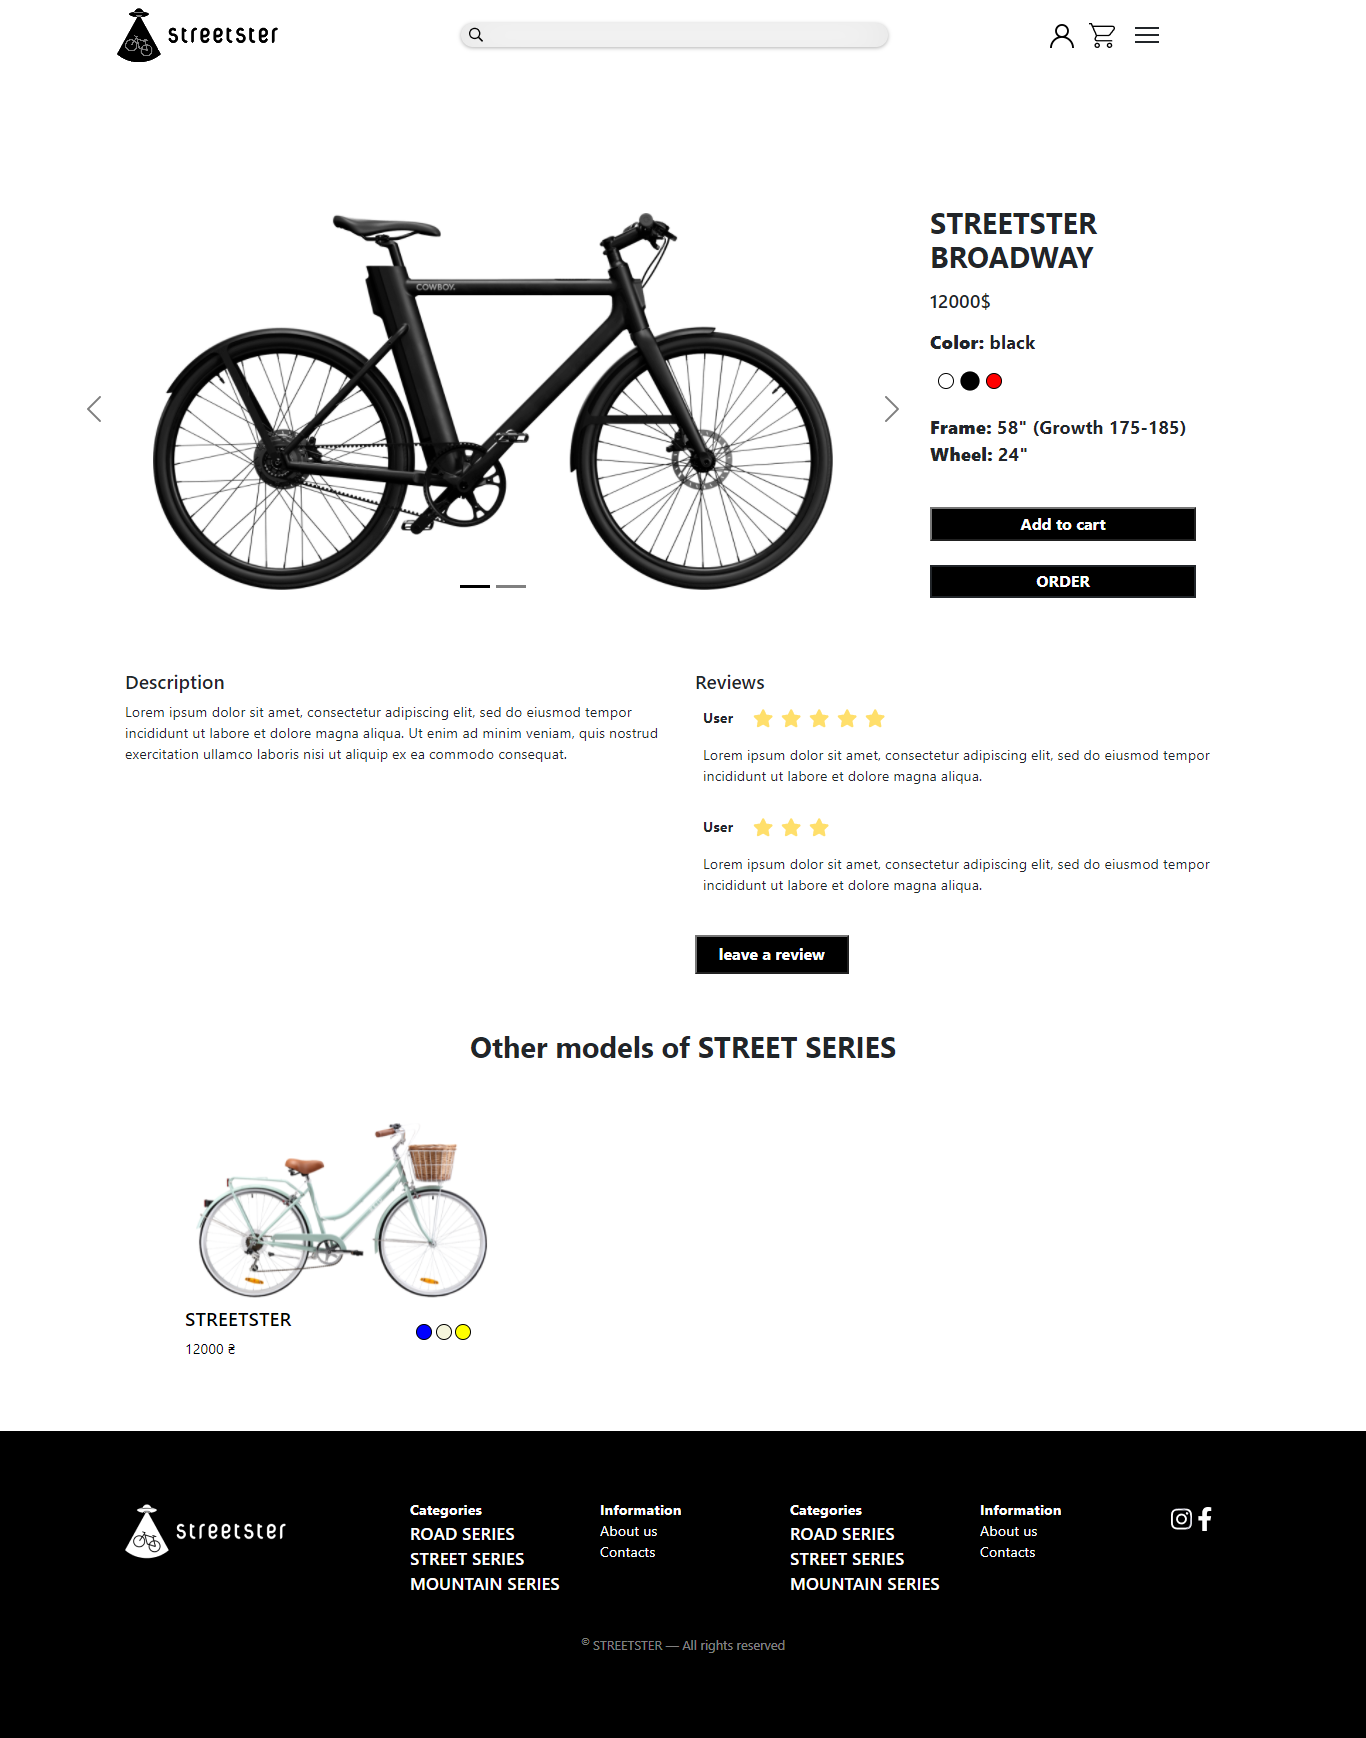 streetster
STREETSTER
BROADWAY
12000$
Color: black
COWBOY.
Frame: 58" (Growth 175-185)
Wheel: 24"
Add to cart
ORDER
Description
Lorem ipsum dolor sit amet, consectetur adipiscing elit, sed do eiusmod tempor
incididunt ut labore et dolore magna aliqua. Ut enim ad minim veniam, quis nostrud
exercitation ullamco laboris nisi ut aliquip ex ea commodo consequat.
Reviews
User
Lorem ipsum dolor sit amet, consectetur adipiscing elit, sed do eiusmod tempor
incididunt ut labore et dolore magna aliqua.
User
Lorem ipsum dolor sit amet, consectetur adipiscing elit, sed do eiusmod tempor
incididunt ut labore et dolore magna aliqua.
leave a review
Other models of STREET SERIES
STREETSTER
12000 ₴
streetster
Categories
ROAD SERIES
STREET SERIES
MOUNTAIN SERIES
Information
About us
Contacts
Categories
ROAD SERIES
STREET SERIES
MOUNTAIN SERIES
Information
About us
Contacts
© STREETSTER — All rights reserved